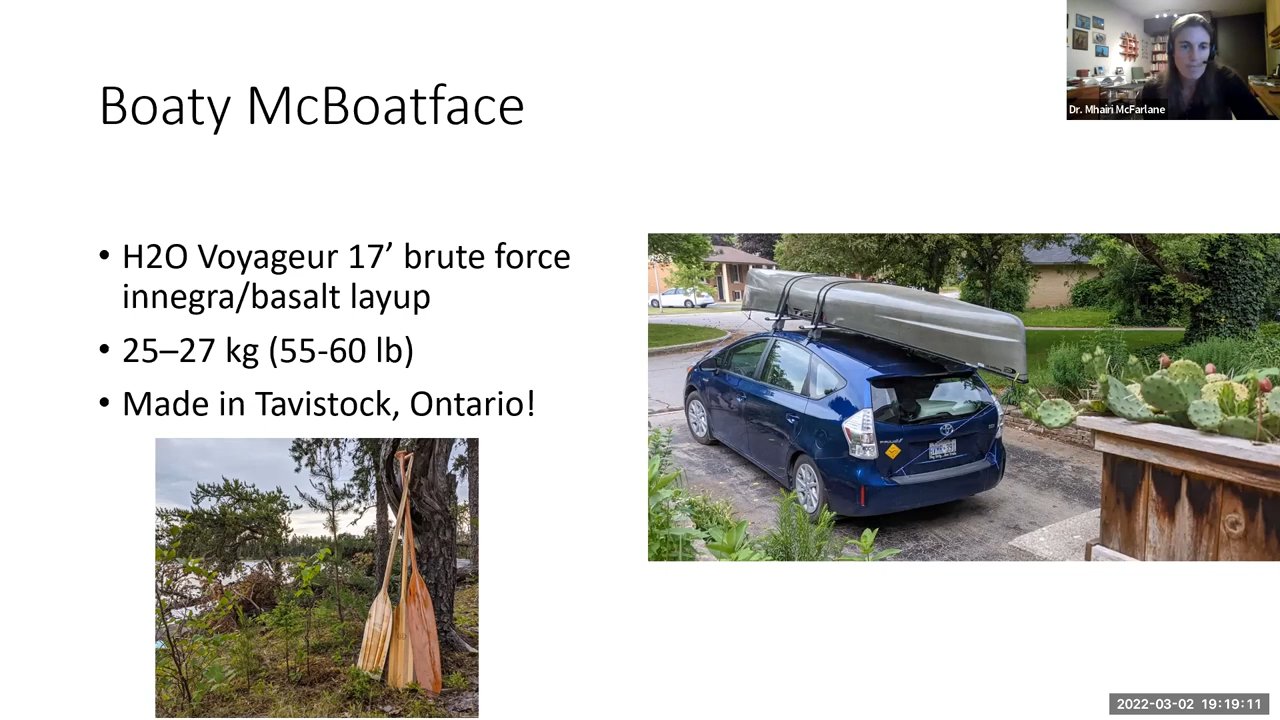 Boaty McBoatface
Dr. Mhairi McFarlane
• H2O Voyageur 17’ brute force
innegra/basalt layup
• 25–27 kg (55-60 lb)
• Made in Tavistock, Ontario!
2022-03-02 19:19:11